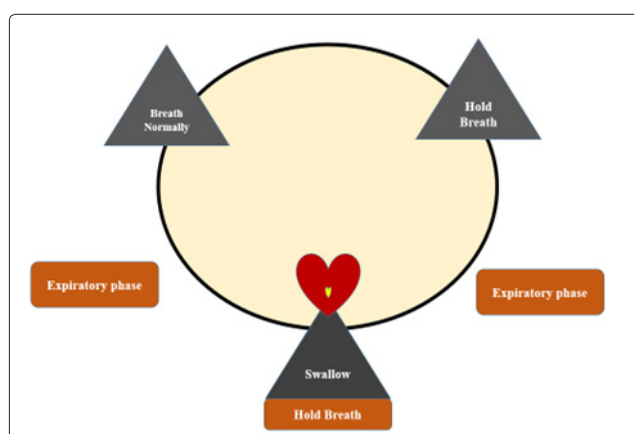 Breath
Normally
Hold
Breath
Expiratory phase
Expiratory phase
Swallow
Hold Breath